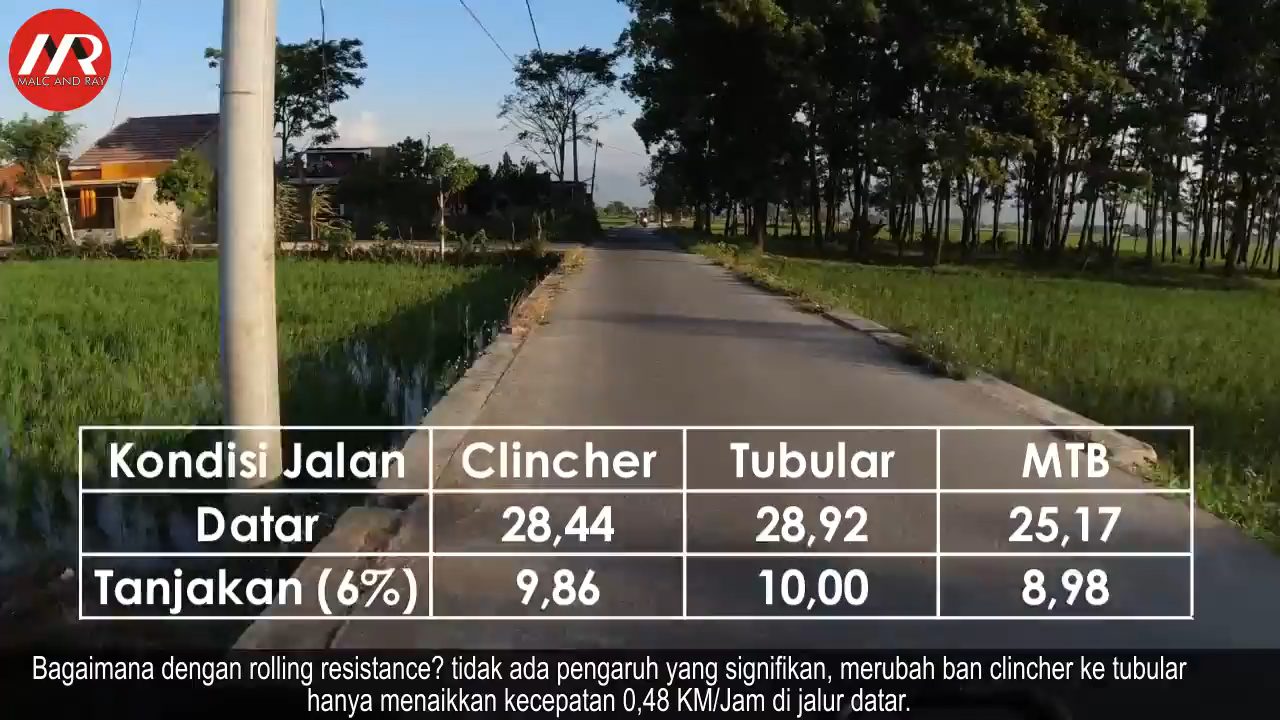 MR
MALC AND RAY
Kondisi Jalan Clincher Tubular MTB
Datar 28,44 28,92 25,17
Tanjakan (6%) 9,86 10,00 8,98
Bagaimana dengan rolling resistance? tidak ada pengaruh yang signifikan, merubah ban clincher ke tubular
hanya menaikkan kecepatan 0,48 KM/Jam di jalur datar.